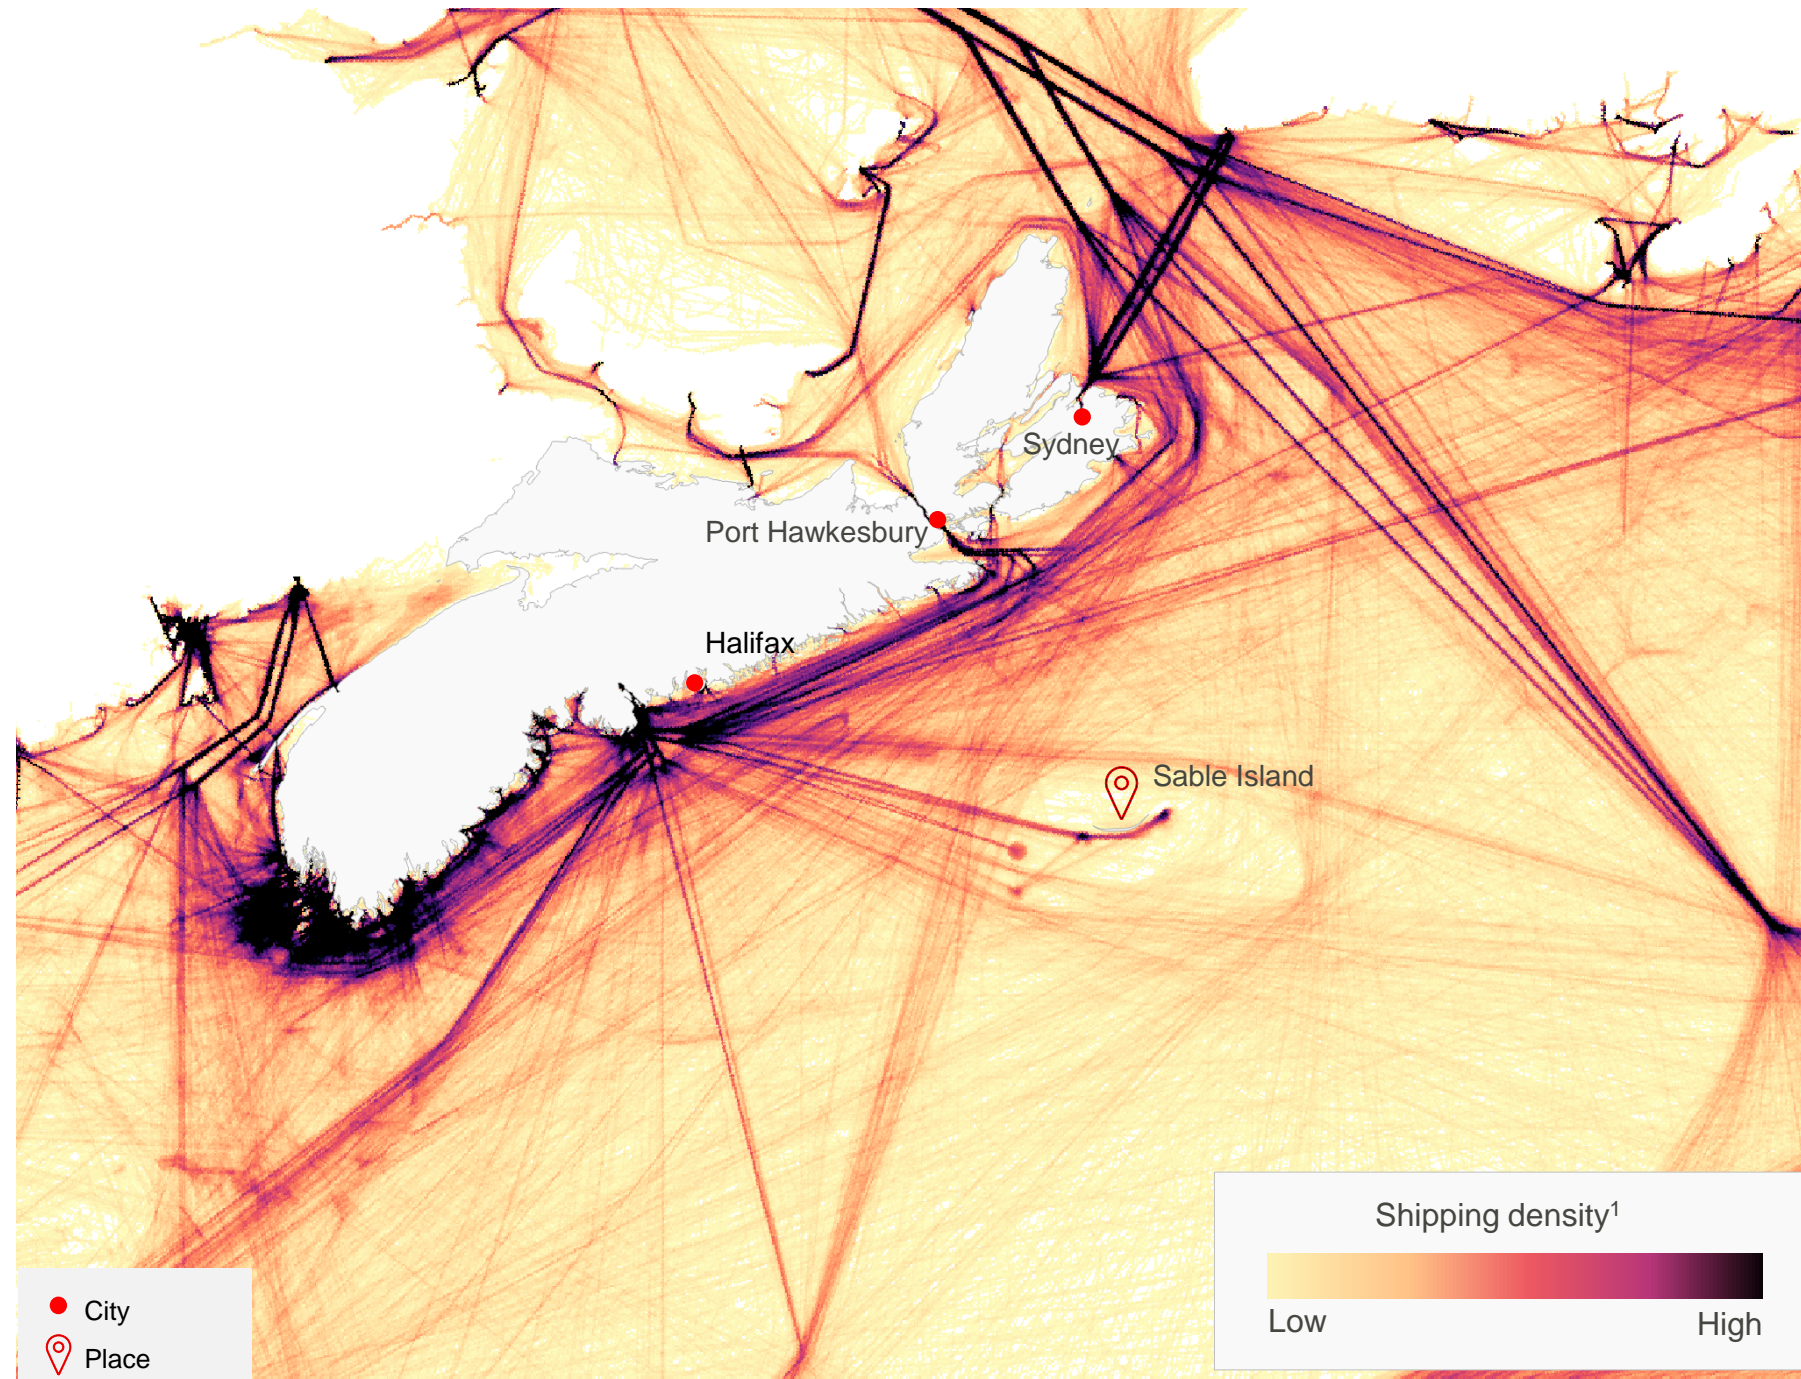 Sydney
Port Hawkesbury
Halifax
Sable Island
Shipping density¹
Low
High
City
Place